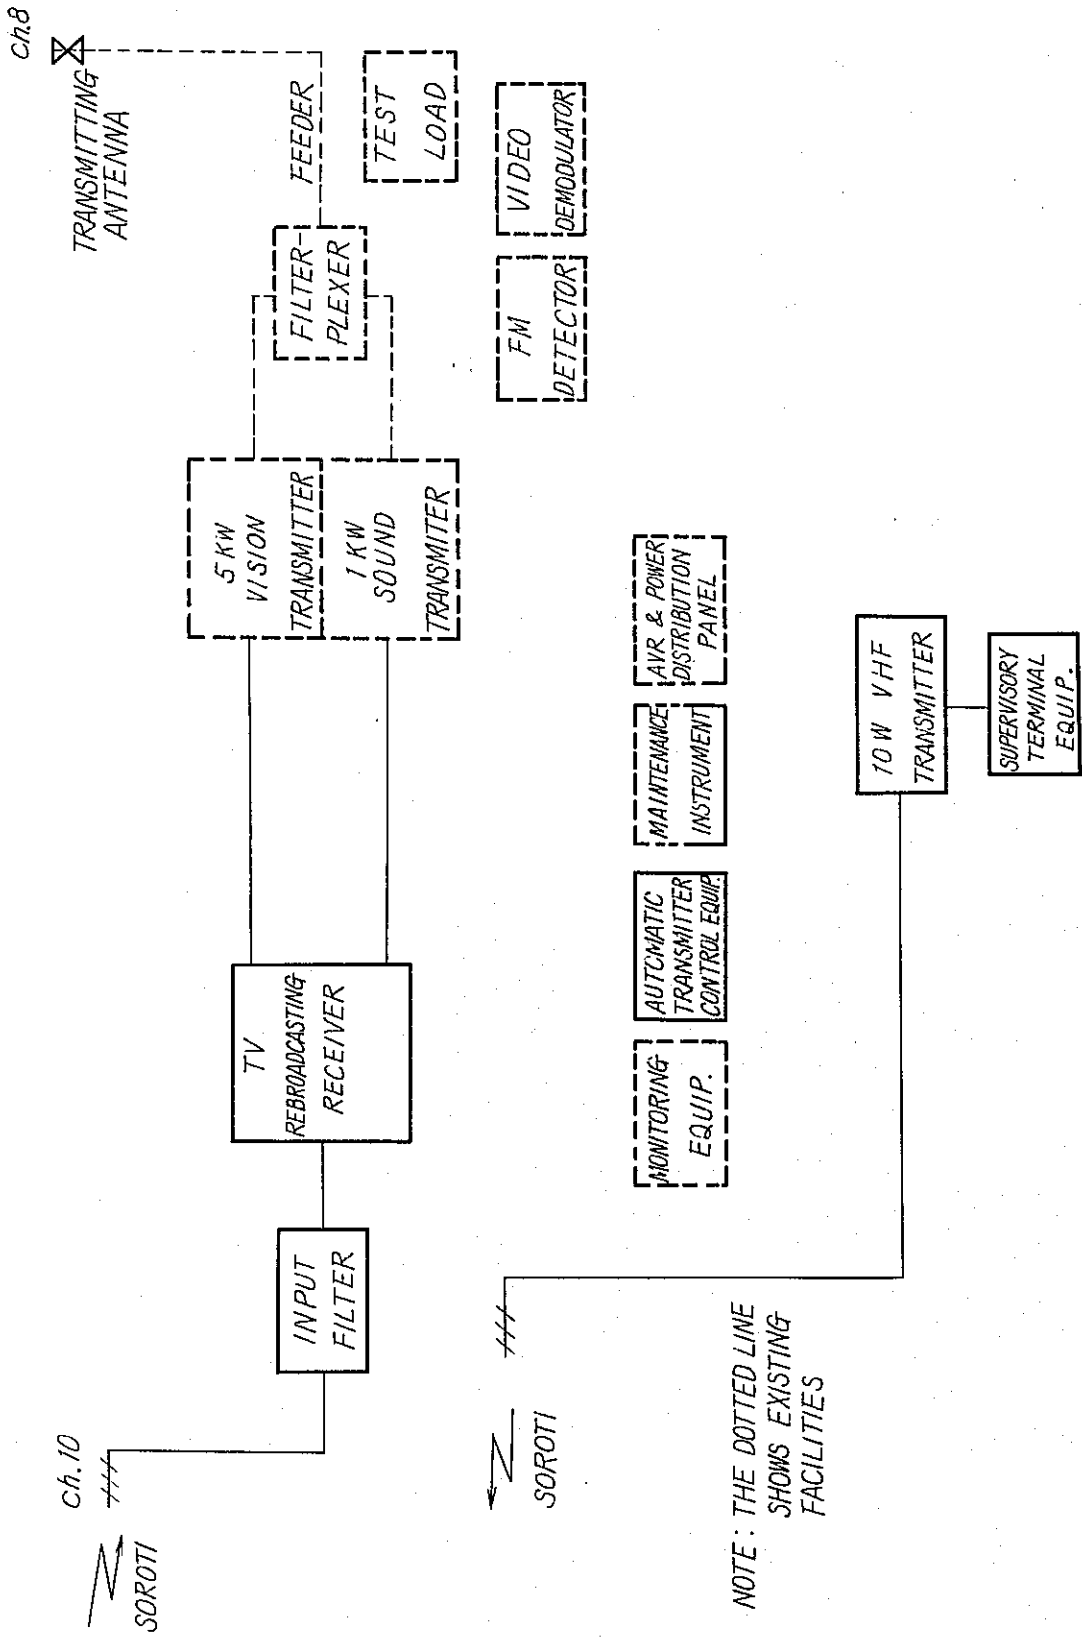 ch.10
SOROTI
INPUT
FILTER
TV
REBROADCASTING
RECEIVER
5 KW
VISION
TRANSMITTER
1 KW
SOUND
TRANSMITER
FILTER-
PLEXER
FEEDER
ch.8
TRANSMITTING
ANTENNA
TEST
LOAD
FM
DETECTOR
VIDEO
DEMODULATOR
MONITORING
EQUIP.
AUTOMATIC
TRANSMITTER
CONTROL EQUIP.
MAINTENANCE
INSTRUMENT
AVR & POWER
DISTRIBUTION
PANEL
SOROTI
10 W VHF
TRANSMITTER
SUPERVISORY
TERMINAL
EQUIP.
NOTE : THE DOTTED LINE
SHOWS EXISTING
FACILITIES